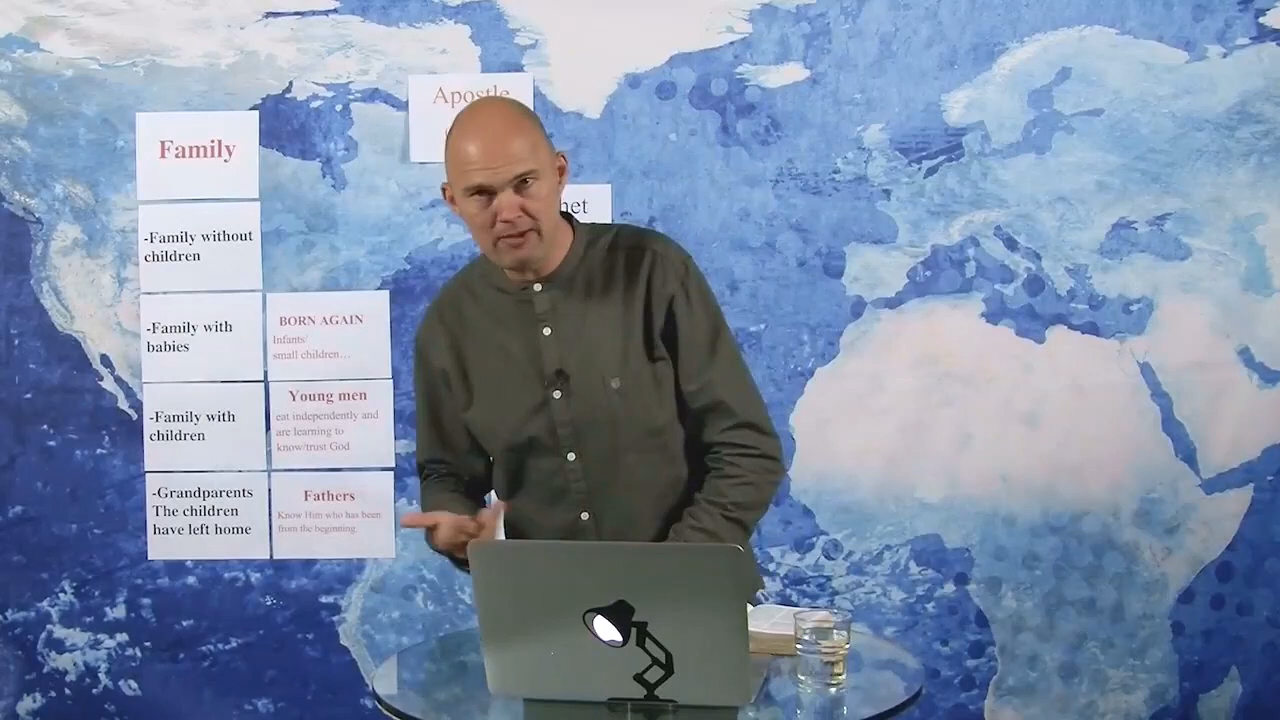 Apostle
Family
-Family without
children
-Family with
babies
BORN AGAIN
Infants/
small children...
-Family with
children
Young men
eat independently and
are learning to
know/trust God
-Grandparents
The children
have left home
Fathers
Know Him who has been
from the beginning.
het